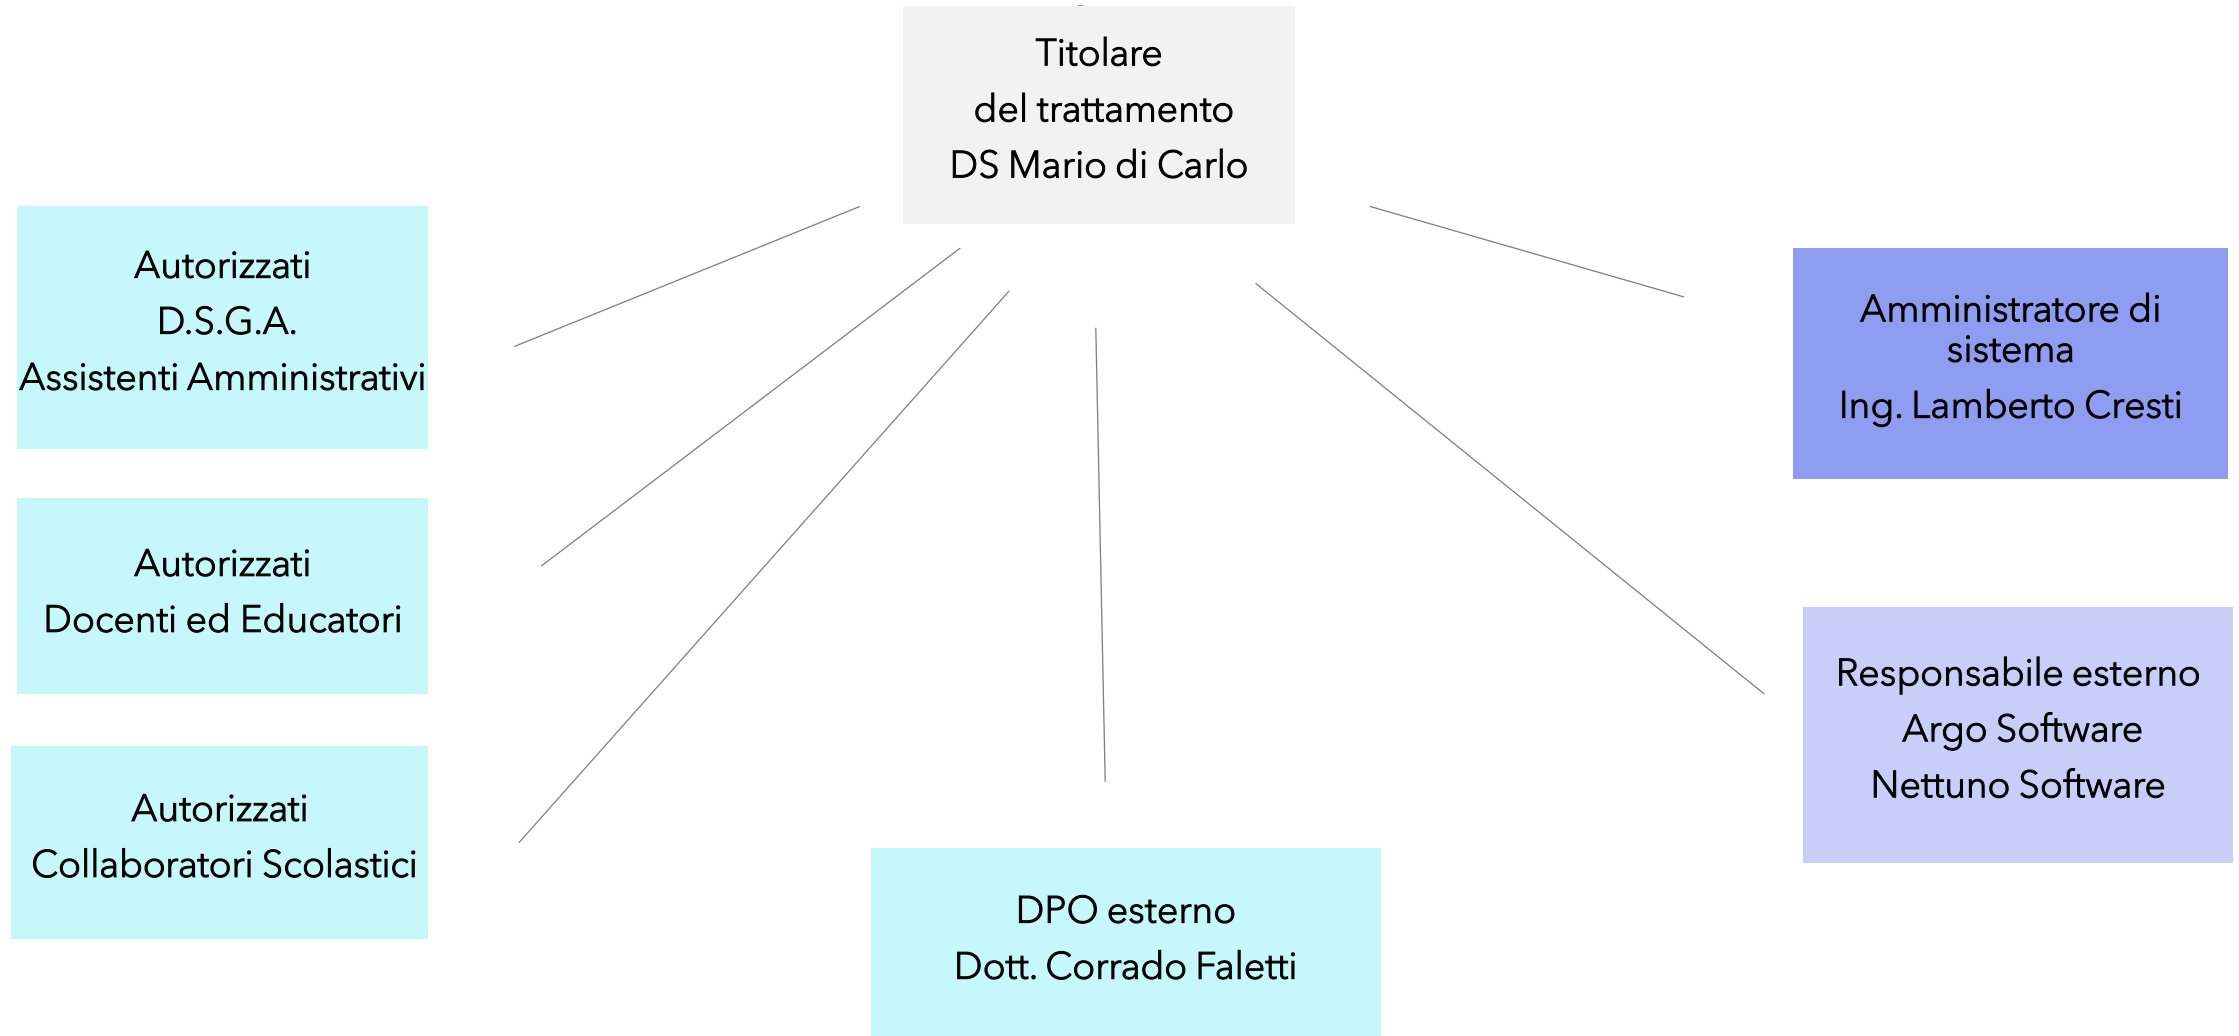 Titolare
del trattamento
DS Mario di Carlo
Autorizzati
D.S.G.A.
Assistenti Amministrativi
Amministratore di
sistema
Ing. Lamberto Cresti
Autorizzati
Docenti ed Educatori
Responsabile esterno
Argo Software
Nettuno Software
Autorizzati
Collaboratori Scolastici
DPO esterno
Dott. Corrado Faletti